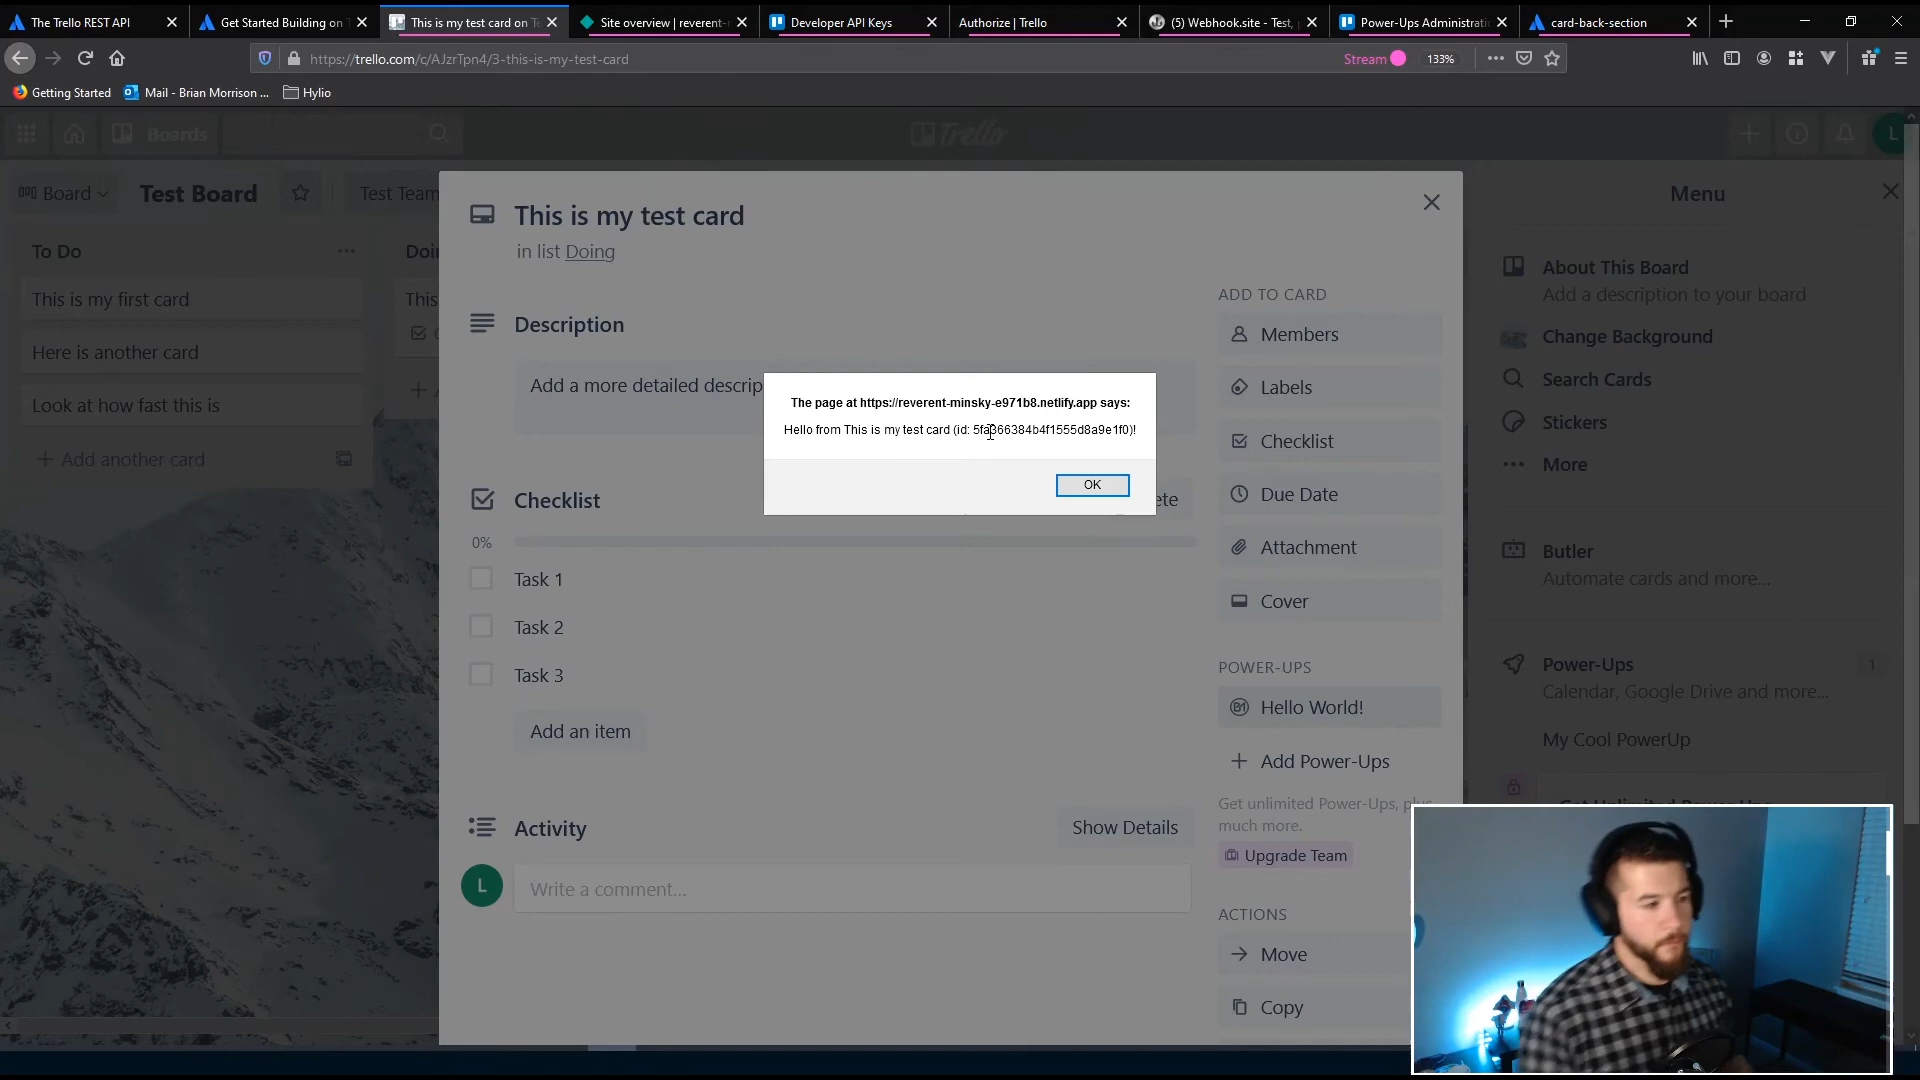 The Trello REST API
Get Started Building on
This is my test card on Te
Site overview | reverent-
Developer API Keys
Authorize | Trello
(5) Webhook.site - Test,
Power-Ups Administrati
card-back-section
https://trello.com/c/AJzrTpn4/3-this-is-my-test-card
Stream
133%
Getting Started
Mail - Brian Morrison ...
Hylio
Boards
Trello
L
Board
Test Board
Test Team
This is my test card
Menu
in list Doing
To Do
Doin
This is my first card
This
Here is another card
Look at how fast this is
Add another card
Description
Add a more detailed descrip
The page at https://reverent-minsky-e971b8.netlify.app says:
Hello from This is my test card (id: 5fa366384b4f1555d8a9e1f0)!
OK
Checklist
ete
0%
Task 1
Task 2
Task 3
Add an item
Activity
Show Details
L
Write a comment...
ADD TO CARD
Members
Labels
Checklist
Due Date
Attachment
Cover
POWER-UPS
Hello World!
Add Power-Ups
Get unlimited Power-Ups, plus
much more.
Upgrade Team
ACTIONS
Move
Copy
About This Board
Add a description to your board
Change Background
Search Cards
Stickers
More
Butler
Automate cards and more...
Power-Ups
1
Calendar, Google Drive and more...
My Cool PowerUp